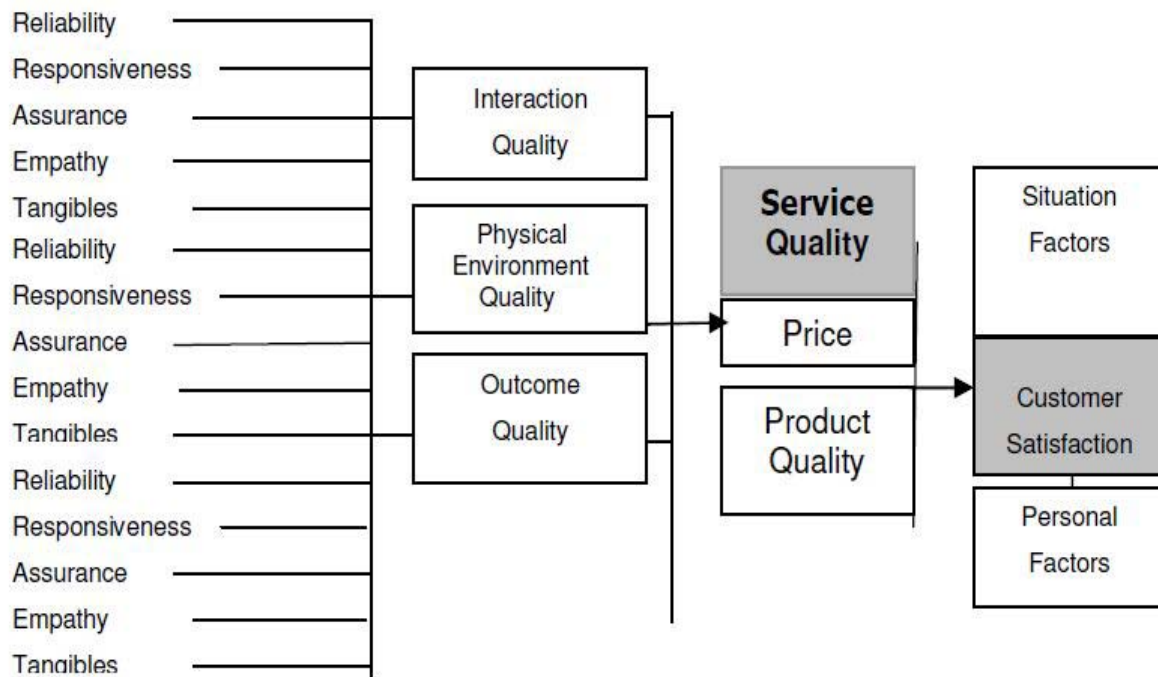 Reliability
Responsiveness
Assurance
Empathy
Tangibles
Reliability
Responsiveness
Assurance
Empathy
Tangibles
Reliability
Responsiveness
Assurance
Empathy
Tangibles
Interaction
Quality
Physical
Environment
Quality
Outcome
Quality
Service
Quality
Price
Product
Quality
Situation
Factors
Customer
Satisfaction
Personal
Factors